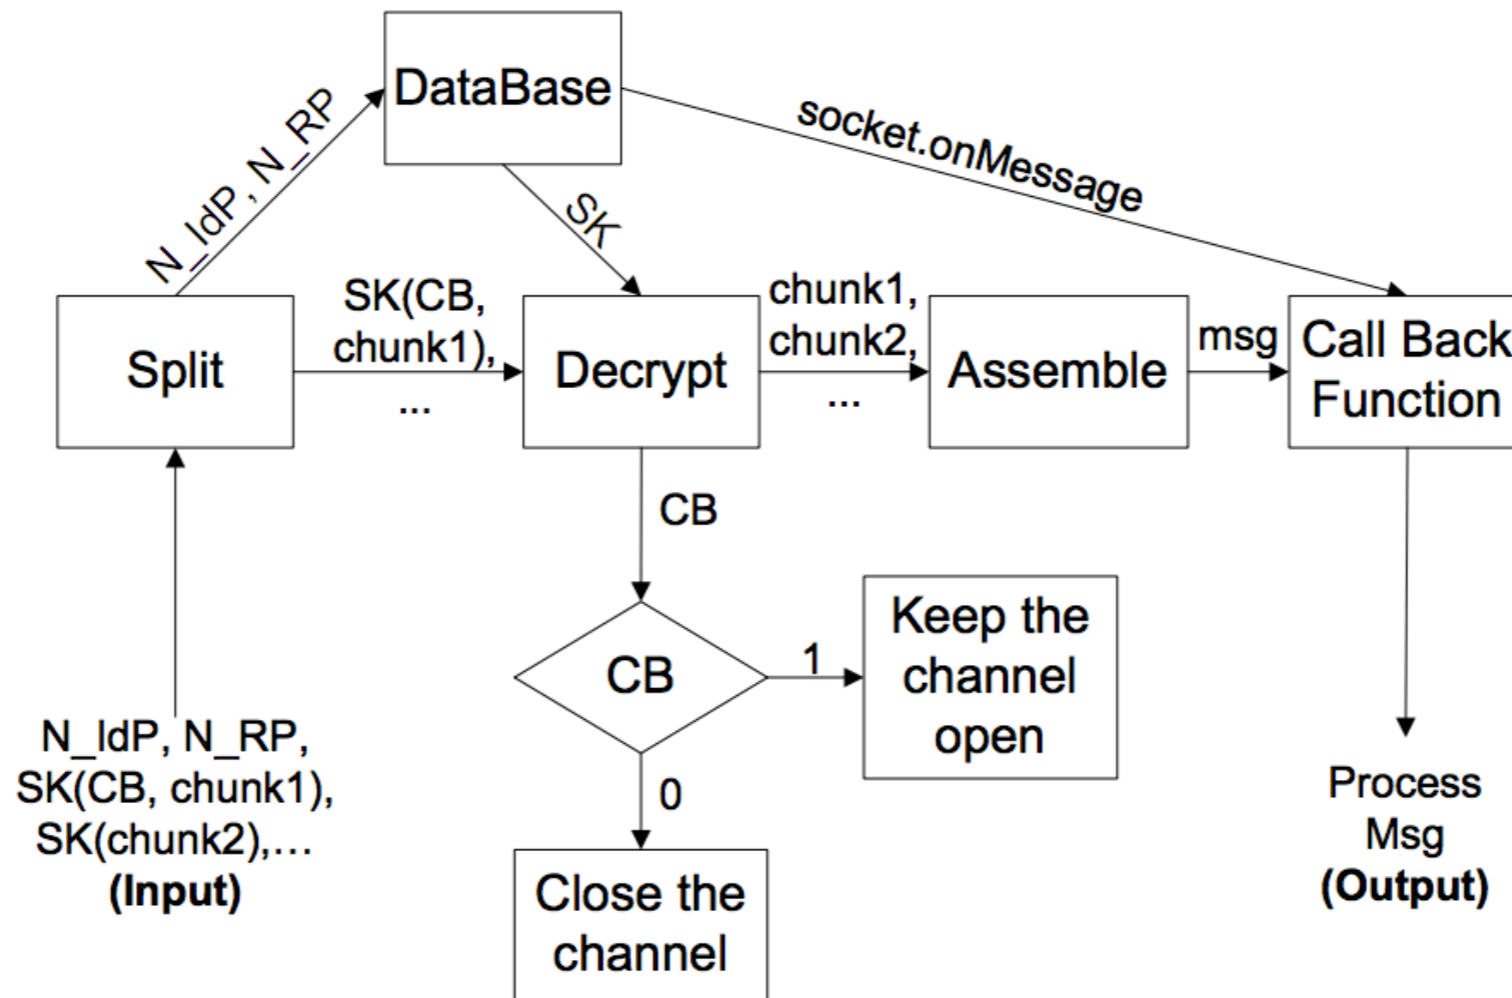 DataBase
N_IdP, N_RP
socket.onMessage
SK
SK(CB,
chunk1),
...
chunk1,
chunk2,
...
msg
Split
Decrypt
Assemble
Call Back
Function
CB
CB
1
Keep the
channel
open
0
Close the
channel
N_IdP, N_RP,
SK(CB, chunk1),
SK(chunk2),...
(Input)
Process
Msg
(Output)